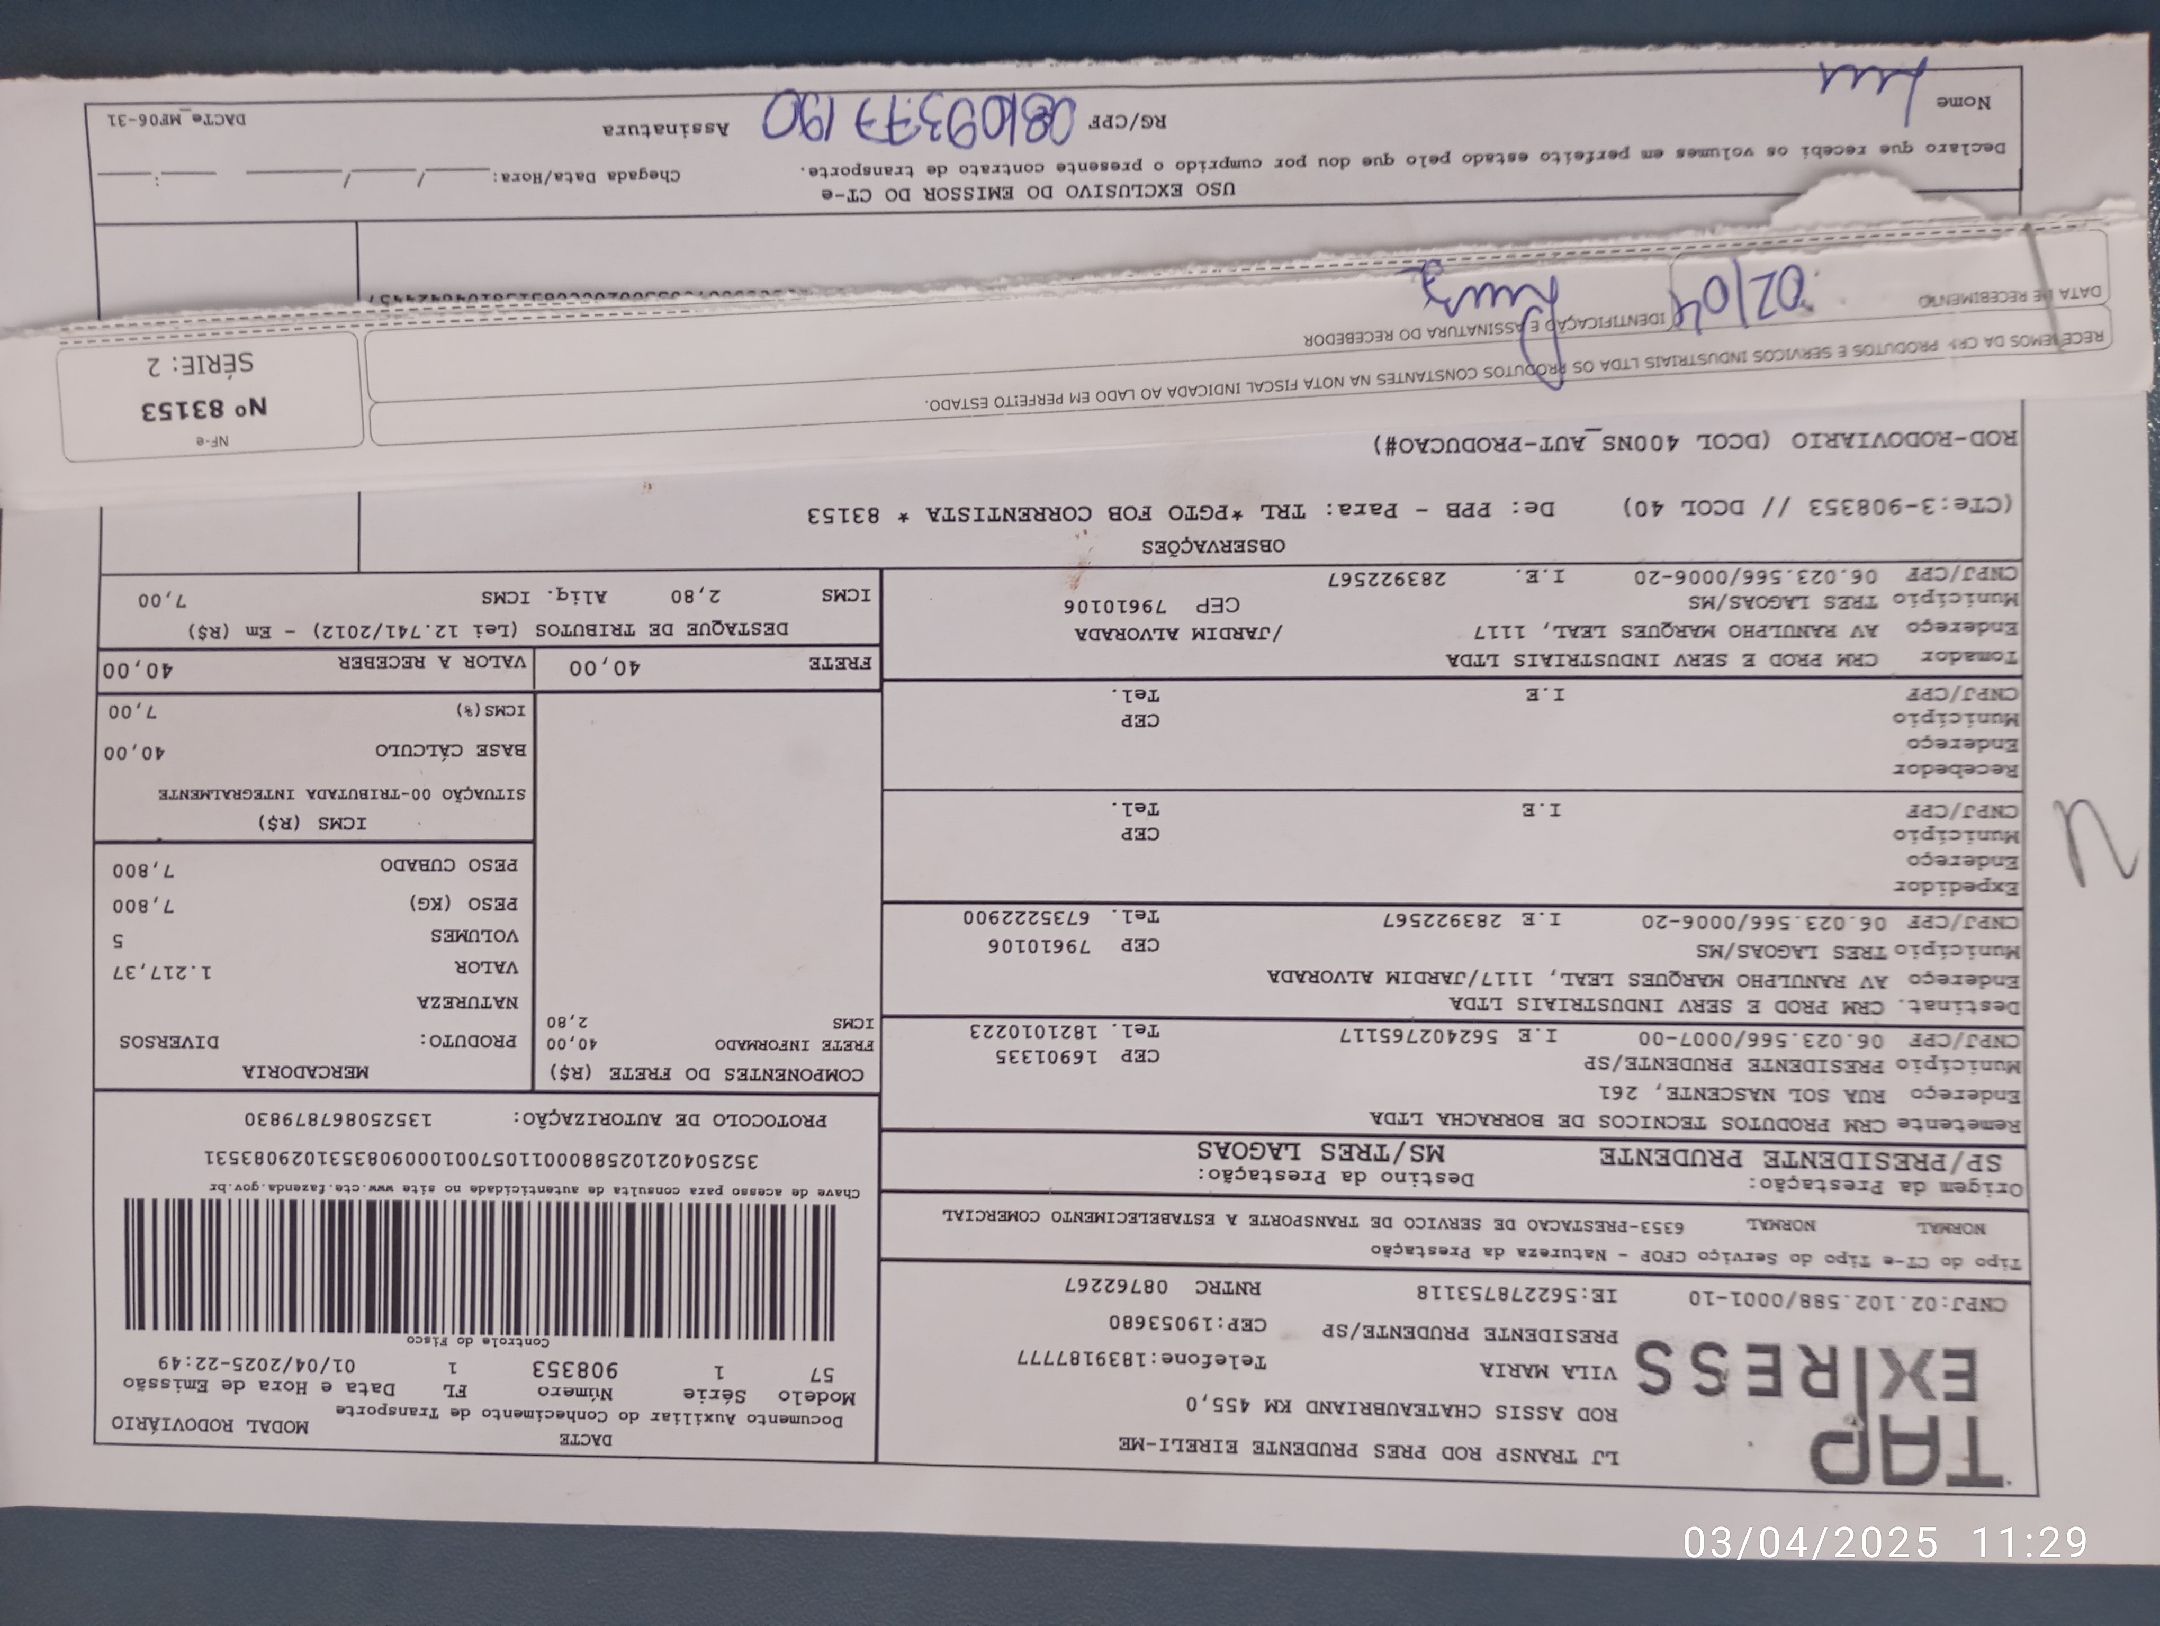 TAP
EXPRESS
LJ TRANSP ROD PRES PRUDENTE EIRELI-ME
ROD ASSIS CHATEAUBRIAND KM 455,0
VILA MARIA Telefone:1839187777
PRESIDENTE PRUDENTE/SP CEP:19053680
CNPJ:02.102.588/0001-10 IE:562278753118 RNTRC 08762267
DACTE
Documento Auxiliar do Conhecimento de Transporte MODAL RODOVIÁRIO
Modelo Série Número FL Data e Hora de Emissão
57 1 908353 1 01/04/2025-22:49
Controle do Fisco
Chave de acesso para consulta de autenticidade no site www.cte.fazenda.gov.br
35250402102588000110570010009083531029083531
PROTOCOLO DE AUTORIZAÇÃO: 135250867879830
Tipo do CT-e Tipo do Serviço CFOP - Natureza da Prestação
NORMAL NORMAL 6353-PRESTACAO DE SERVICO DE TRANSPORTE A ESTABELECIMENTO COMERCIAL
Origem da Prestação: Destino da Prestação:
SP/PRESIDENTE PRUDENTE MS/TRES LAGOAS
Remetente CRM PRODUTOS TECNICOS DE BORRACHA LTDA
Endereço RUA SOL NASCENTE, 261
Município PRESIDENTE PRUDENTE/SP CEP 16901335
CNPJ/CPF 06.023.566/0007-00 I.E 562402765117 Tel. 1821010223
Destinat. CRM PROD E SERV INDUSTRIAIS LTDA
Endereço AV RANULPHO MARQUES LEAL, 1117/JARDIM ALVORADA
Município TRES LAGOAS/MS CEP 79610106
CNPJ/CPF 06.023.566/0006-20 I.E 283922567 Tel. 6735222900
Expedidor
Endereço
Município CEP
CNPJ/CPF I.E Tel.
Recebedor
Endereço
Município CEP
CNPJ/CPF I.E Tel.
Tomador CRM PROD E SERV INDUSTRIAIS LTDA
Endereço AV RANULPHO MARQUES LEAL, 1117 /JARDIM ALVORADA
Município TRES LAGOAS/MS CEP 79610106
CNPJ/CPF 06.023.566/0006-20 I.E. 283922567
COMPONENTES DO FRETE (R$)
FRETE INFORMADO 40,00
ICMS 2,80
MERCADORIA
PRODUTO: DIVERSOS
NATUREZA
VALOR 1.217,37
VOLUMES 5
PESO (KG) 7,800
PESO CUBADO 7,800
ICMS (R$)
SITUAÇÃO 00-TRIBUTADA INTEGRALMENTE
BASE CÁLCULO 40,00
ICMS(%) 7,00
FRETE 40,00 VALOR A RECEBER 40,00
DESTAQUE DE TRIBUTOS (Lei 12.741/2012) - Em (R$)
ICMS 2,80 Aliq. ICMS 7,00
OBSERVAÇÕES
(CTe:3-908353 // DCOL 40) De: PPB - Para: TRL *PGTO FOB CORRENTISTA * 83153
ROD-RODOVIARIO (DCOL 400NS_AUT-PRODUCAO#)
RECEBEMOS DA CRM PRODUTOS E SERVICOS INDUSTRIAIS LTDA OS PRODUTOS CONSTANTES NA NOTA FISCAL INDICADA AO LADO EM PERFEITO ESTADO.
DATA DE RECEBIMENTO IDENTIFICAÇÃO E ASSINATURA DO RECEBEDOR
02/04
NF-e
Nº 83153
SÉRIE: 2
USO EXCLUSIVO DO EMISSOR DO CT-e
Declaro que recebi os volumes em perfeito estado pelo que dou por cumprido o presente contrato de transporte. Chegada Data/Hora: ____/____/____ __:__
Nome RG/CPF 08109377190 Assinatura DACTe_MF06-31
03/04/2025 11:29